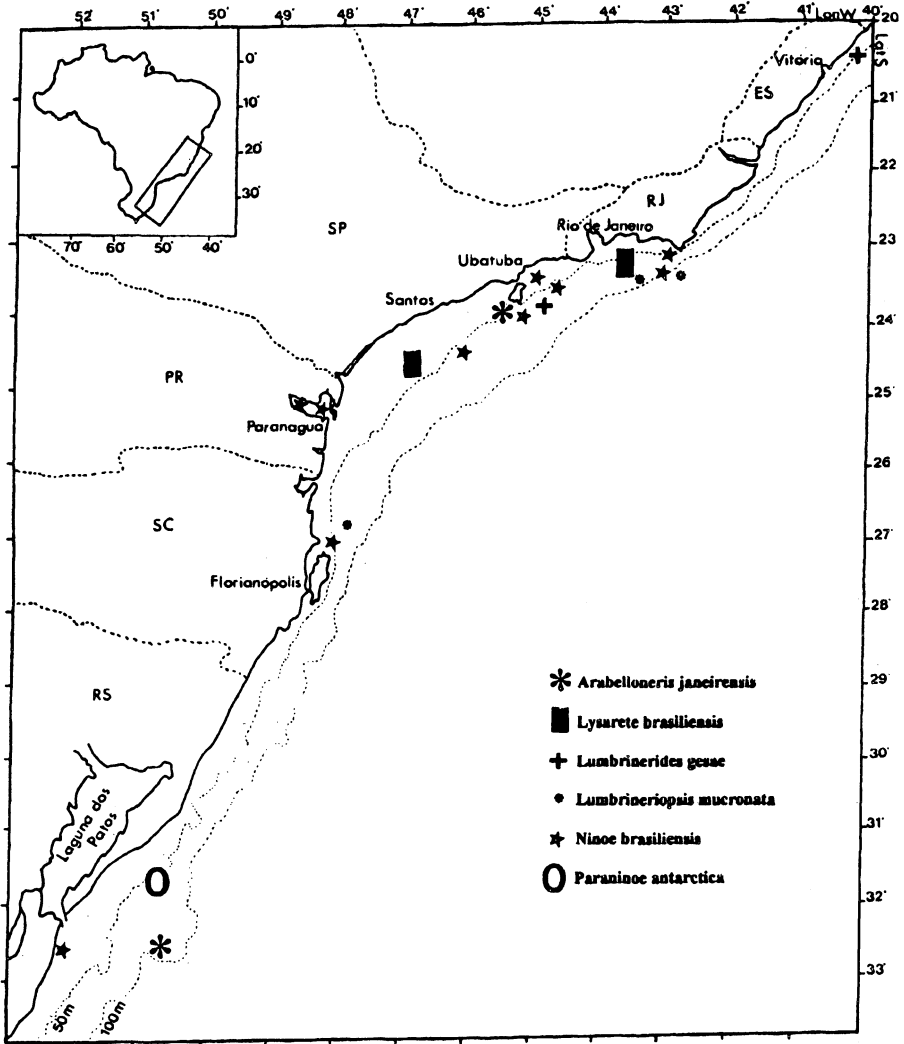 52 51° 50° 49° 48° 47° 46° 45° 44° 43° 42° 41° LonW 40°
20
Lat S
0°
10°
20°
30°
70° 60° 50° 40°
Vitória
ES
21°
22
RJ
Rio de Janeiro
SP
23
Ubatuba
Santos
24°
PR
25°
Paranagua
26°
SC
27°
Florianópolis
28°
29°
RS
Arabelloneris janeirensis
Lysarete brasiliensis
30°
Lumbrinerides gesae
Lumbrineriopsis mucronata
31°
Laguna dos
Patos
Ninoe brasiliensis
Paraninoe antarctica
32°
33°
50m
100m